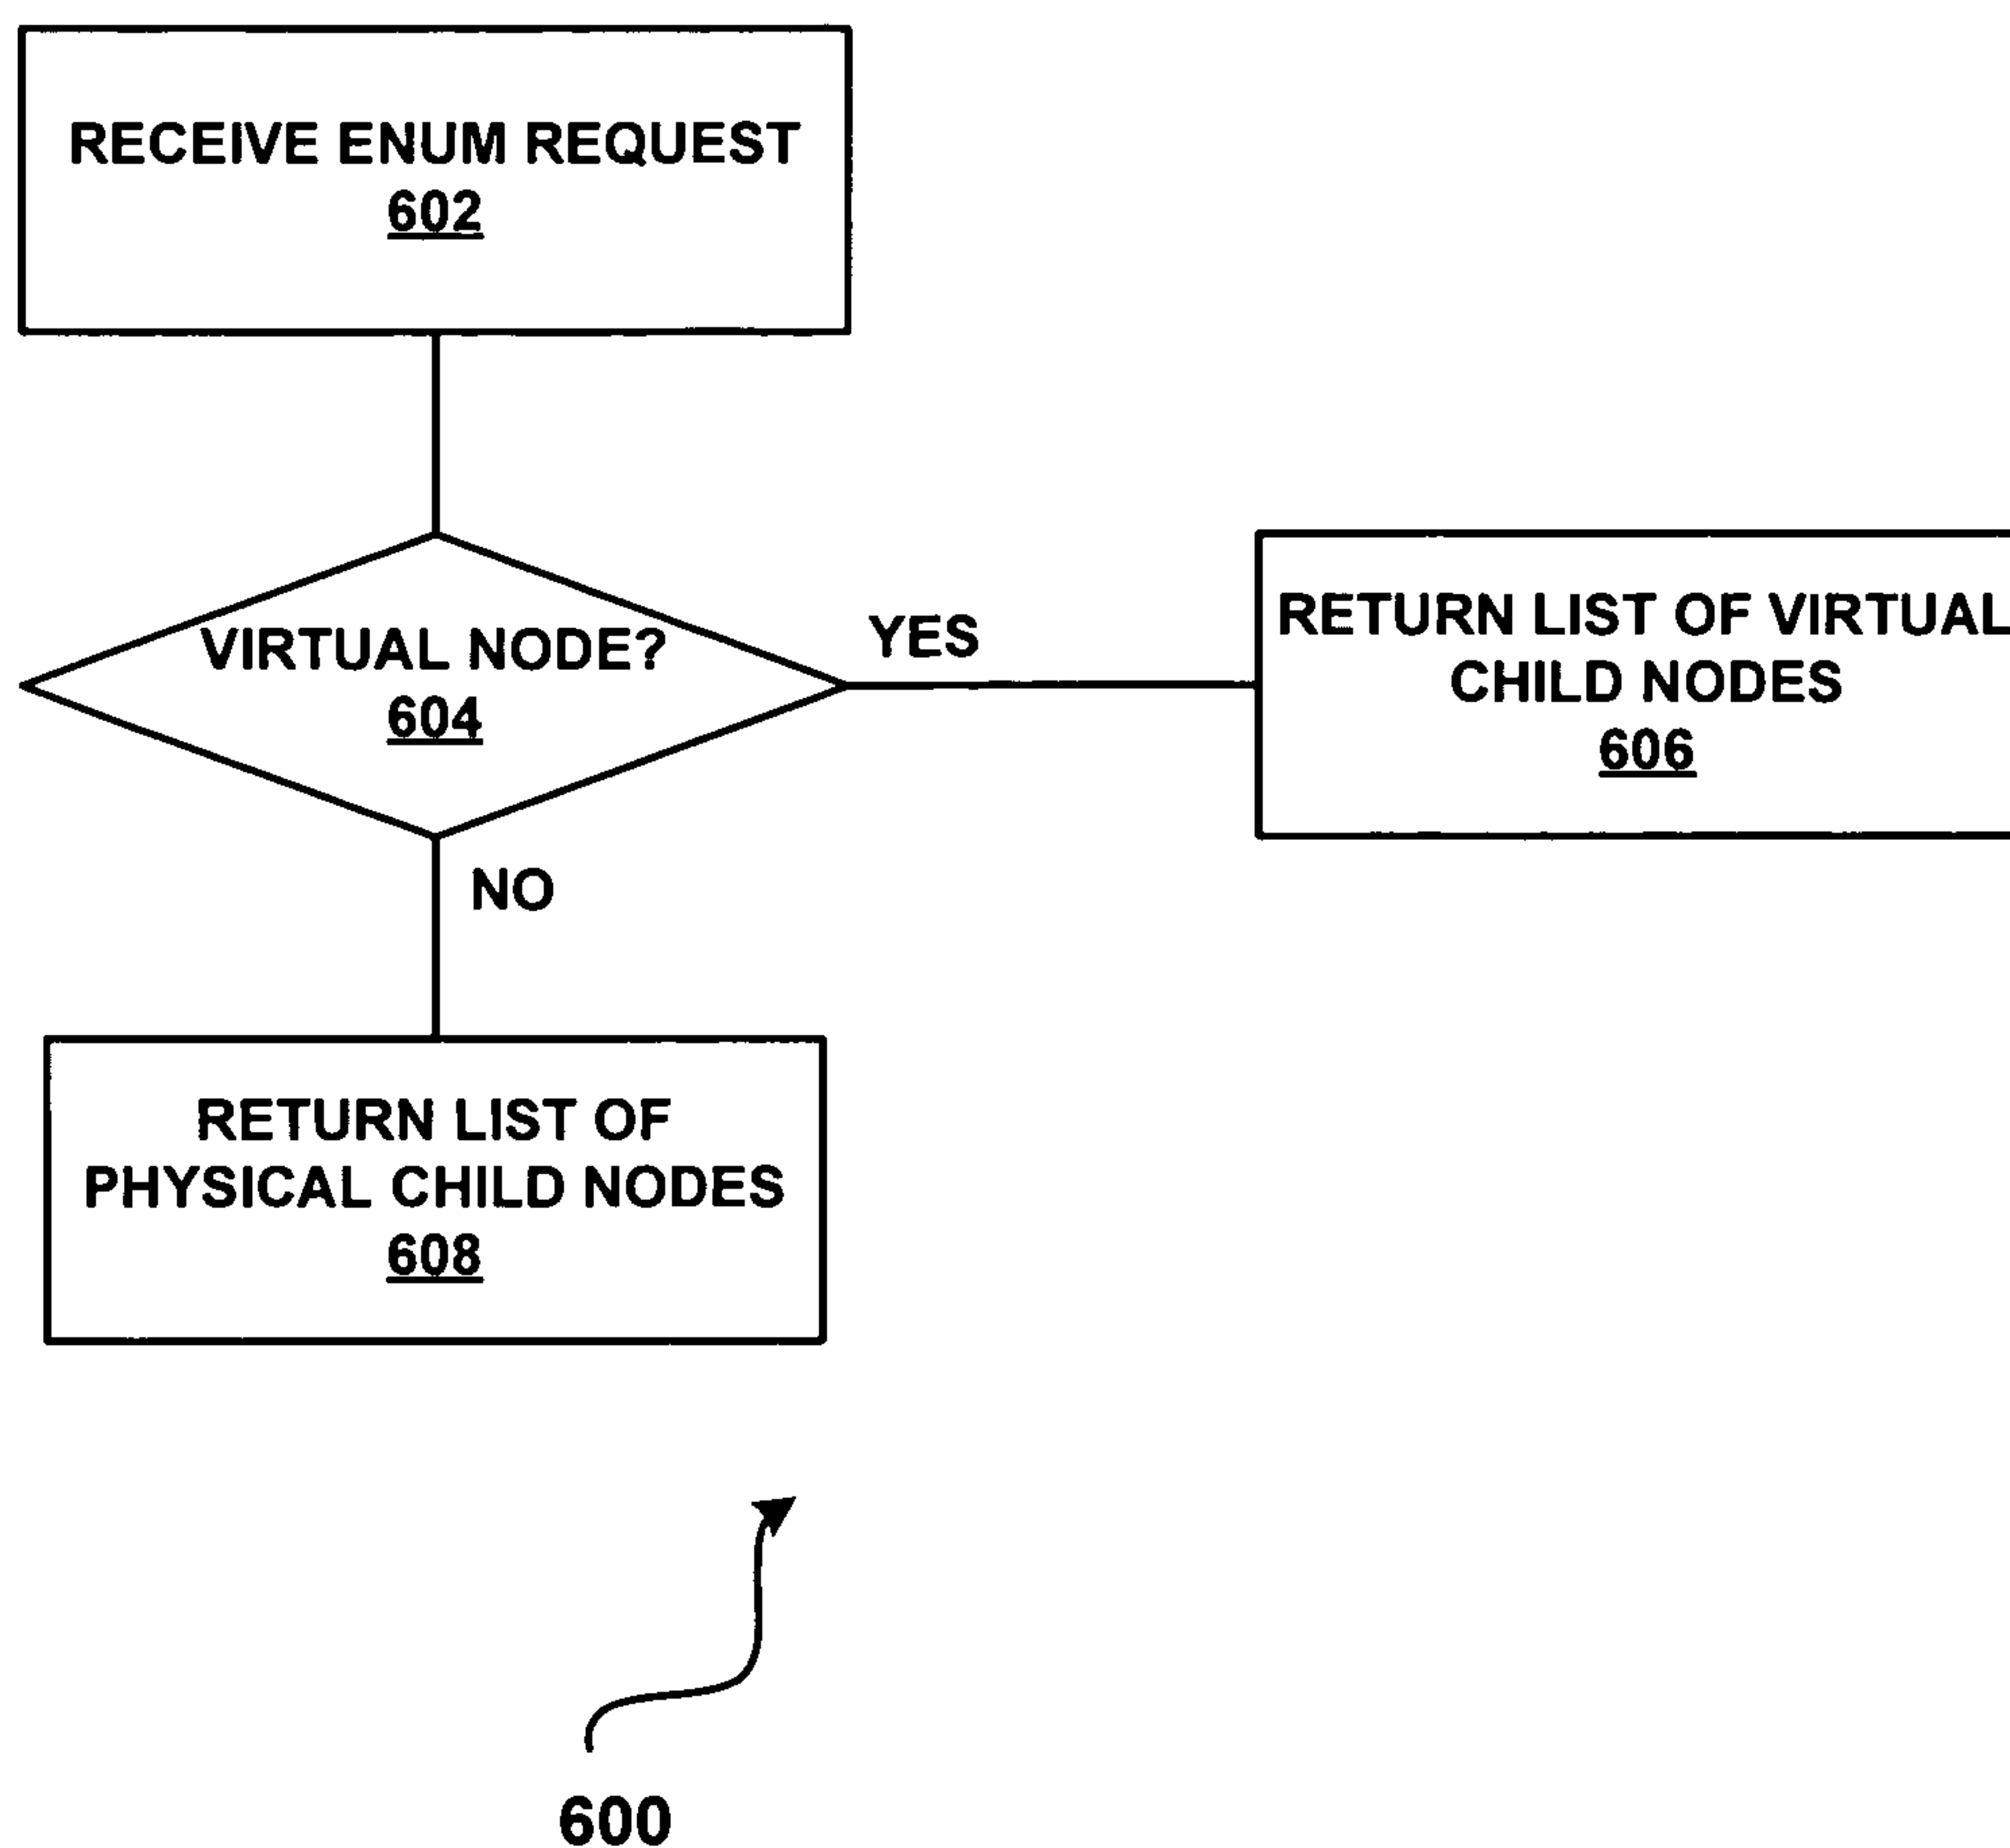 RECEIVE ENUM REQUEST
602
VIRTUAL NODE?
604
YES
RETURN LIST OF VIRTUAL
CHILD NODES
606
NO
RETURN LIST OF
PHYSICAL CHILD NODES
608
600